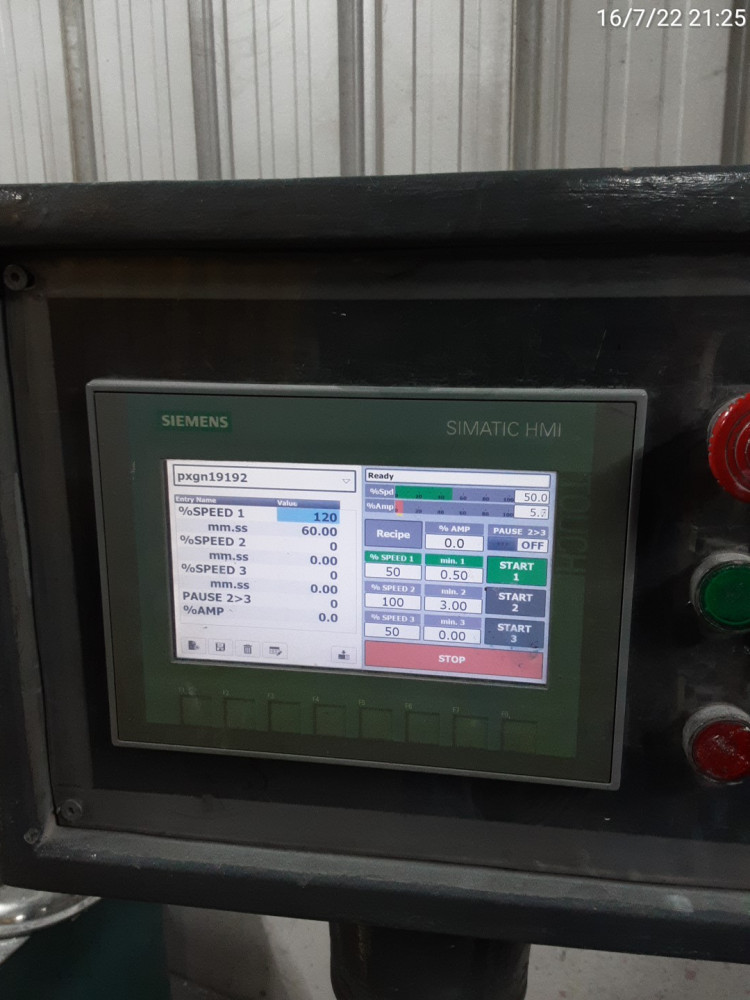 16/7/22 21:25
SIEMENS
SIMATIC HMI
pxgn19192
Entry Name Value
%SPEED 1 120
mm.ss 60.00
%SPEED 2 0
mm.ss 0.00
%SPEED 3 0
mm.ss 0.00
PAUSE 2>3 0
%AMP 0.0
Ready
%Spd 50.0
%Amp
Recipe
% AMP
0.0
PAUSE 2>3
OFF
% SPEED 1
50
min. 1
0.50
START
1
% SPEED 2
100
min. 2
3.00
START
2
% SPEED 3
50
min. 3
0.00
START
3
STOP